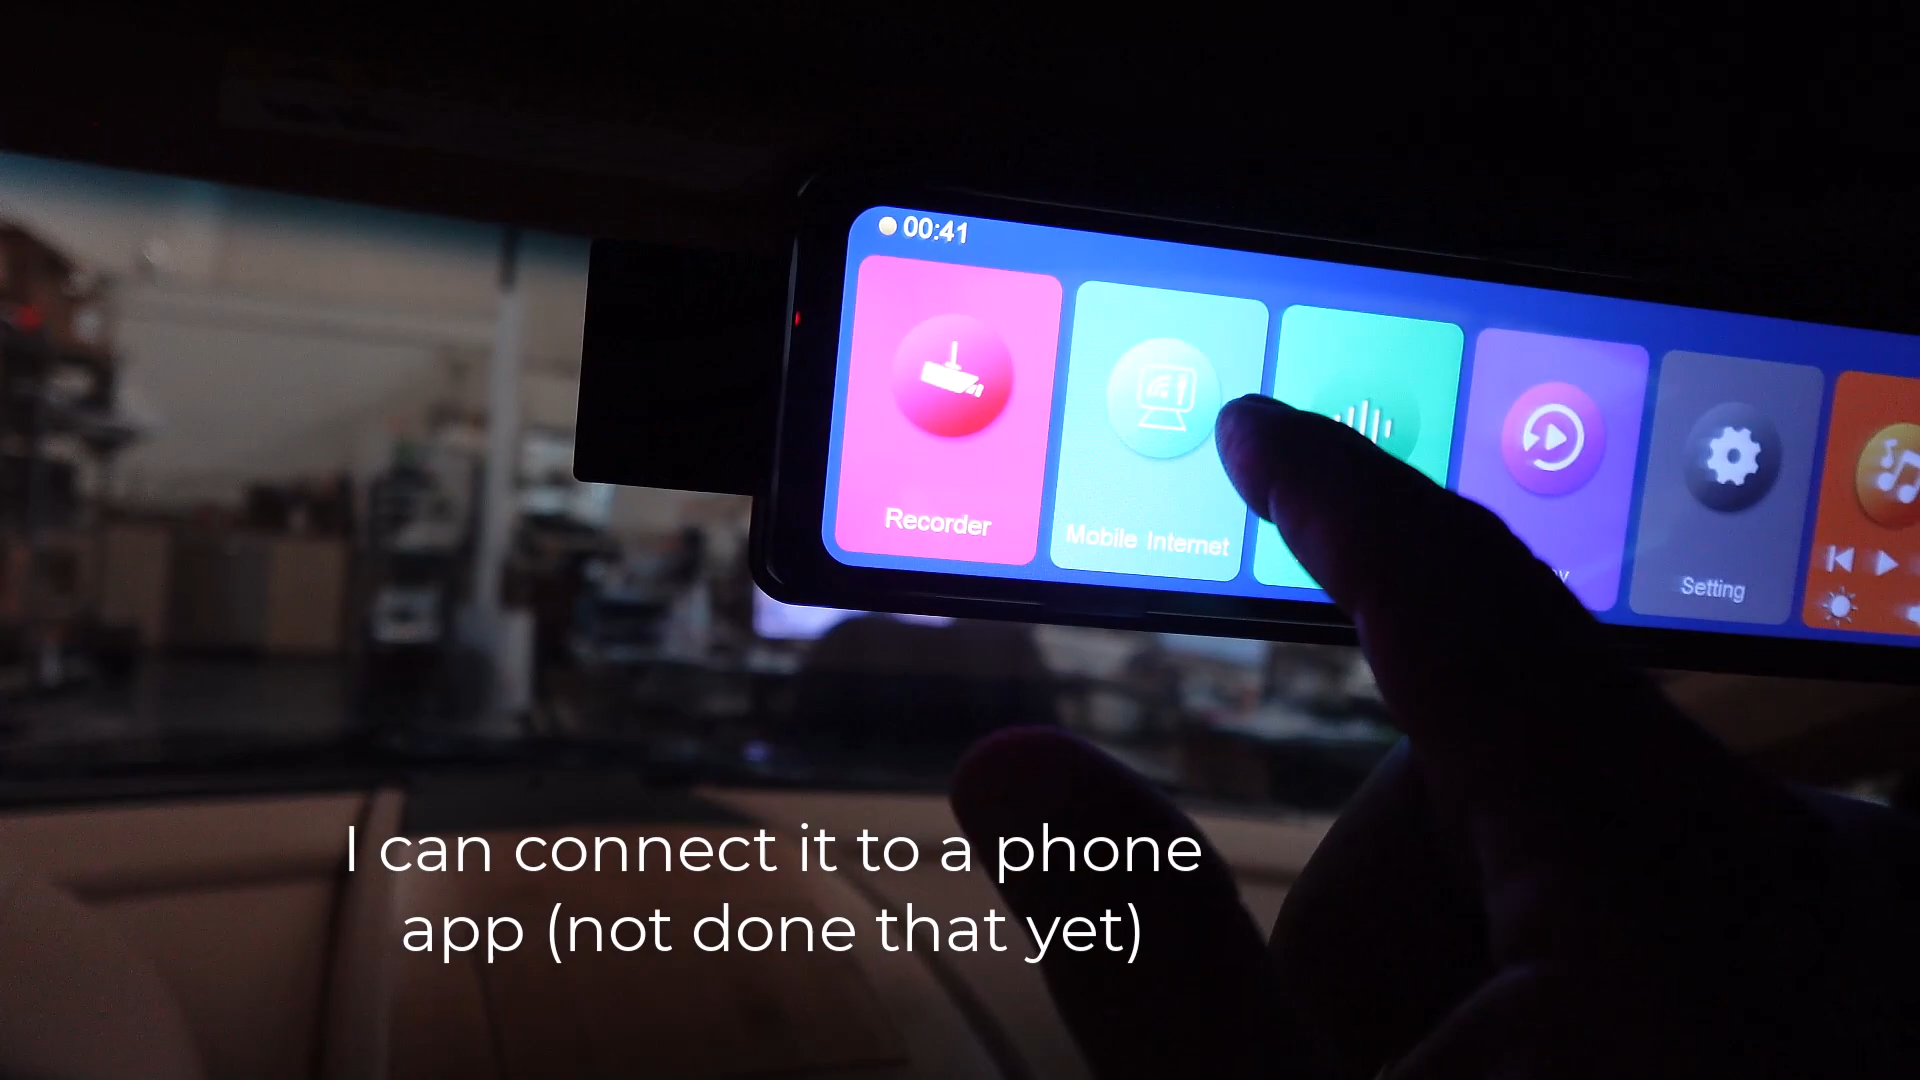 00:41
Recorder
Mobile Internet
Setting
I can connect it to a phone
app (not done that yet)